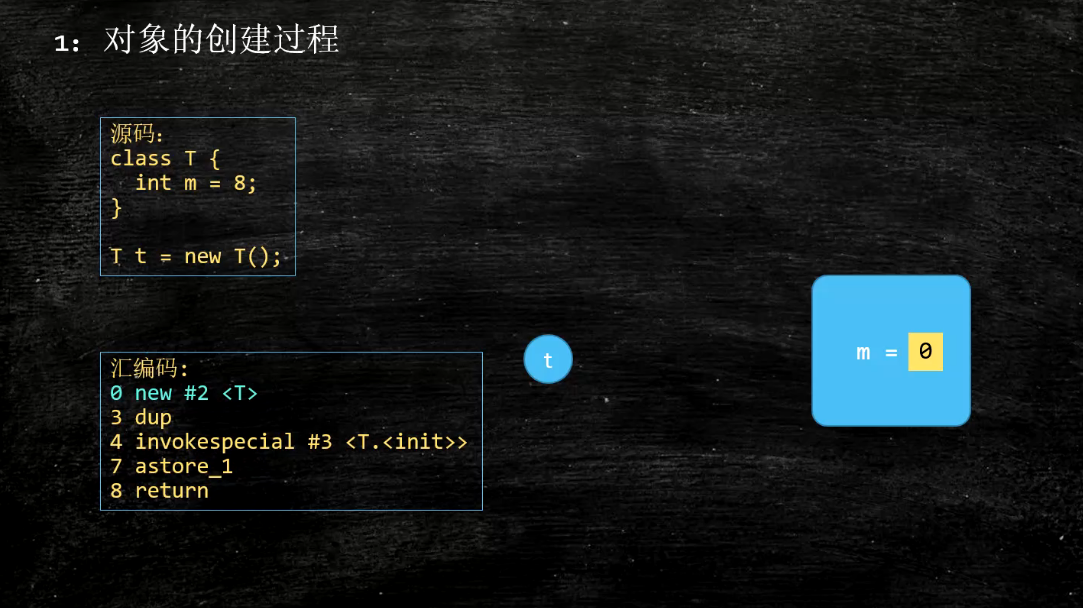 1: 对象的创建过程
源码:
class T {
int m = 8;
}
T t = new T();
汇编码:
0 new #2 <T>
3 dup
4 invokespecial #3 <T.<init>>
7 astore_1
8 return
t
m = 0